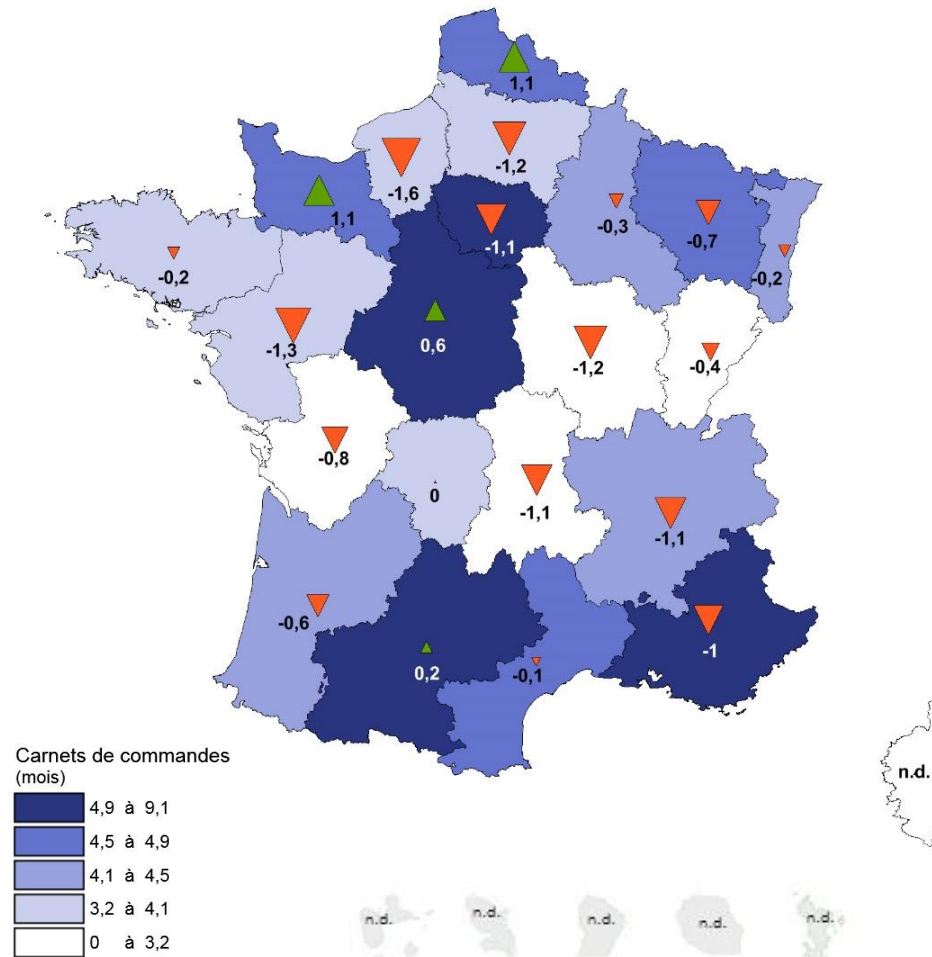 1,1
-1,2
-1,6
1,1
-0,3
-0,7
-1,1
-0,2
-0,2
-1,3
0,6
-1,2
-0,4
-0,8
0
-1,1
-1,1
-0,6
0,2
-0,1
-1
Carnets de commandes
(mois)
4,9 à 9,1
4,5 à 4,9
4,1 à 4,5
3,2 à 4,1
0 à 3,2
n.d.
n.d.
n.d.
n.d.
n.d.
n.d.